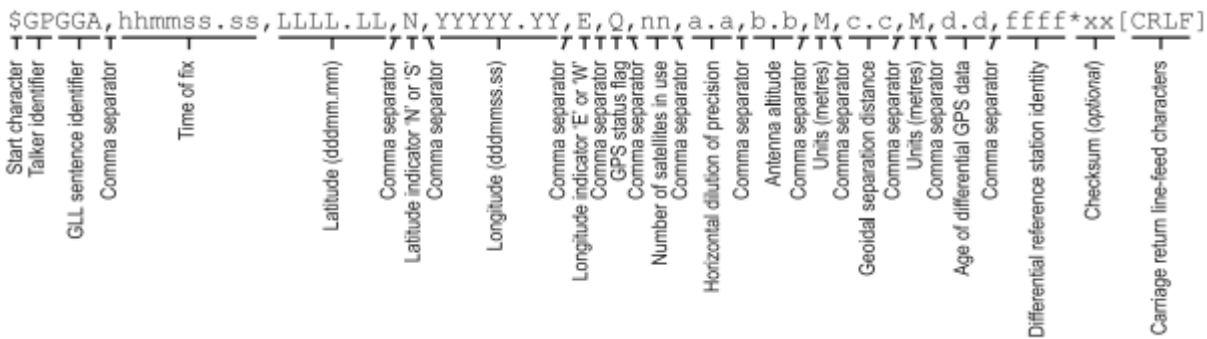 $GPGGA,hhmmss.ss,LLLL.LL,N,YYYYY.YY,E,Q,nn,a.a,b.b,M,c.c,M,d.d,ffff*xx[CRLF]
Start character
Talker identifier
GLL sentence identifier
Comma separator
Time of fix
Latitude (dddmm.mm)
Comma separator
Latitude indicator 'N' or 'S'
Comma separator
Longitude (dddmmss.ss)
Comma separator
Longitude indicator 'E' or 'W'
Comma separator
GPS status flag
Comma separator
Number of satellites in use
Comma separator
Horizontal dilution of precision
Comma separator
Antenna altitude
Comma separator
Units (metres)
Comma separator
Geoidal separation distance
Comma separator
Units (metres)
Comma separator
Age of differential GPS data
Comma separator
Differential reference station identity
Checksum (optional)
Carriage return line-feed characters